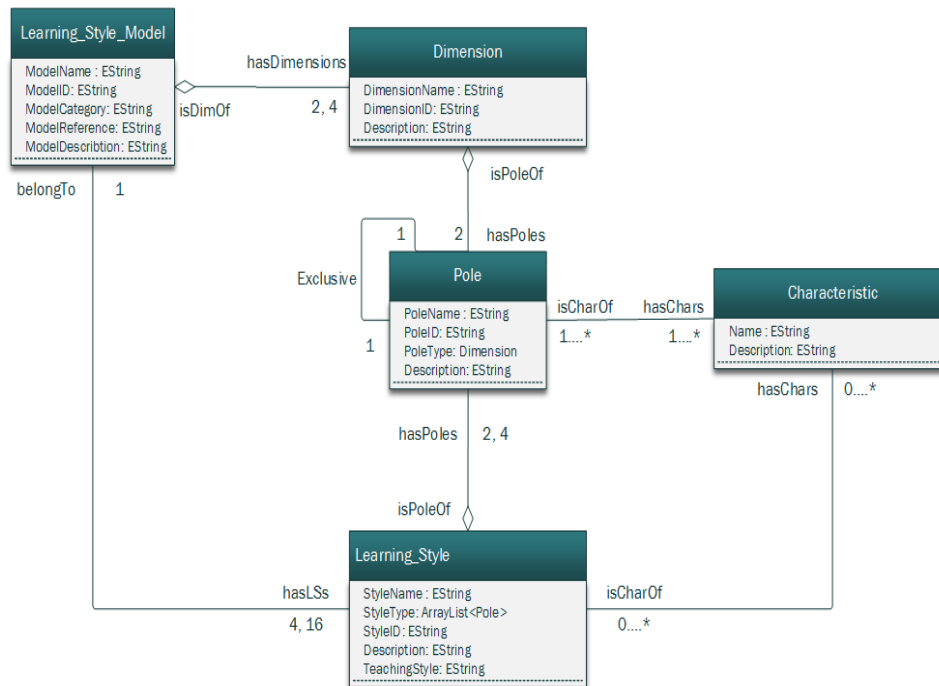 Learning_Style_Model
ModelName : EString
ModelID: EString
ModelCategory: EString
ModelReference: EString
ModelDescribtion: EString
hasDimensions
isDimOf
2, 4
Dimension
DimensionName : EString
DimensionID: EString
Description: EString
belongTo
1
isPoleOf
1
2
hasPoles
Exclusive
1
Pole
PoleName : EString
PoleID: EString
PoleType: Dimension
Description: EString
isCharOf
hasChars
1....*
1....*
Characteristic
Name : EString
Description: EString
hasChars
0....*
hasPoles
2, 4
isPoleOf
Learning_Style
StyleName : EString
StyleType: ArrayList<Pole>
StyleID: EString
Description: EString
TeachingStyle: EString
hasLSs
4, 16
isCharOf
0....*